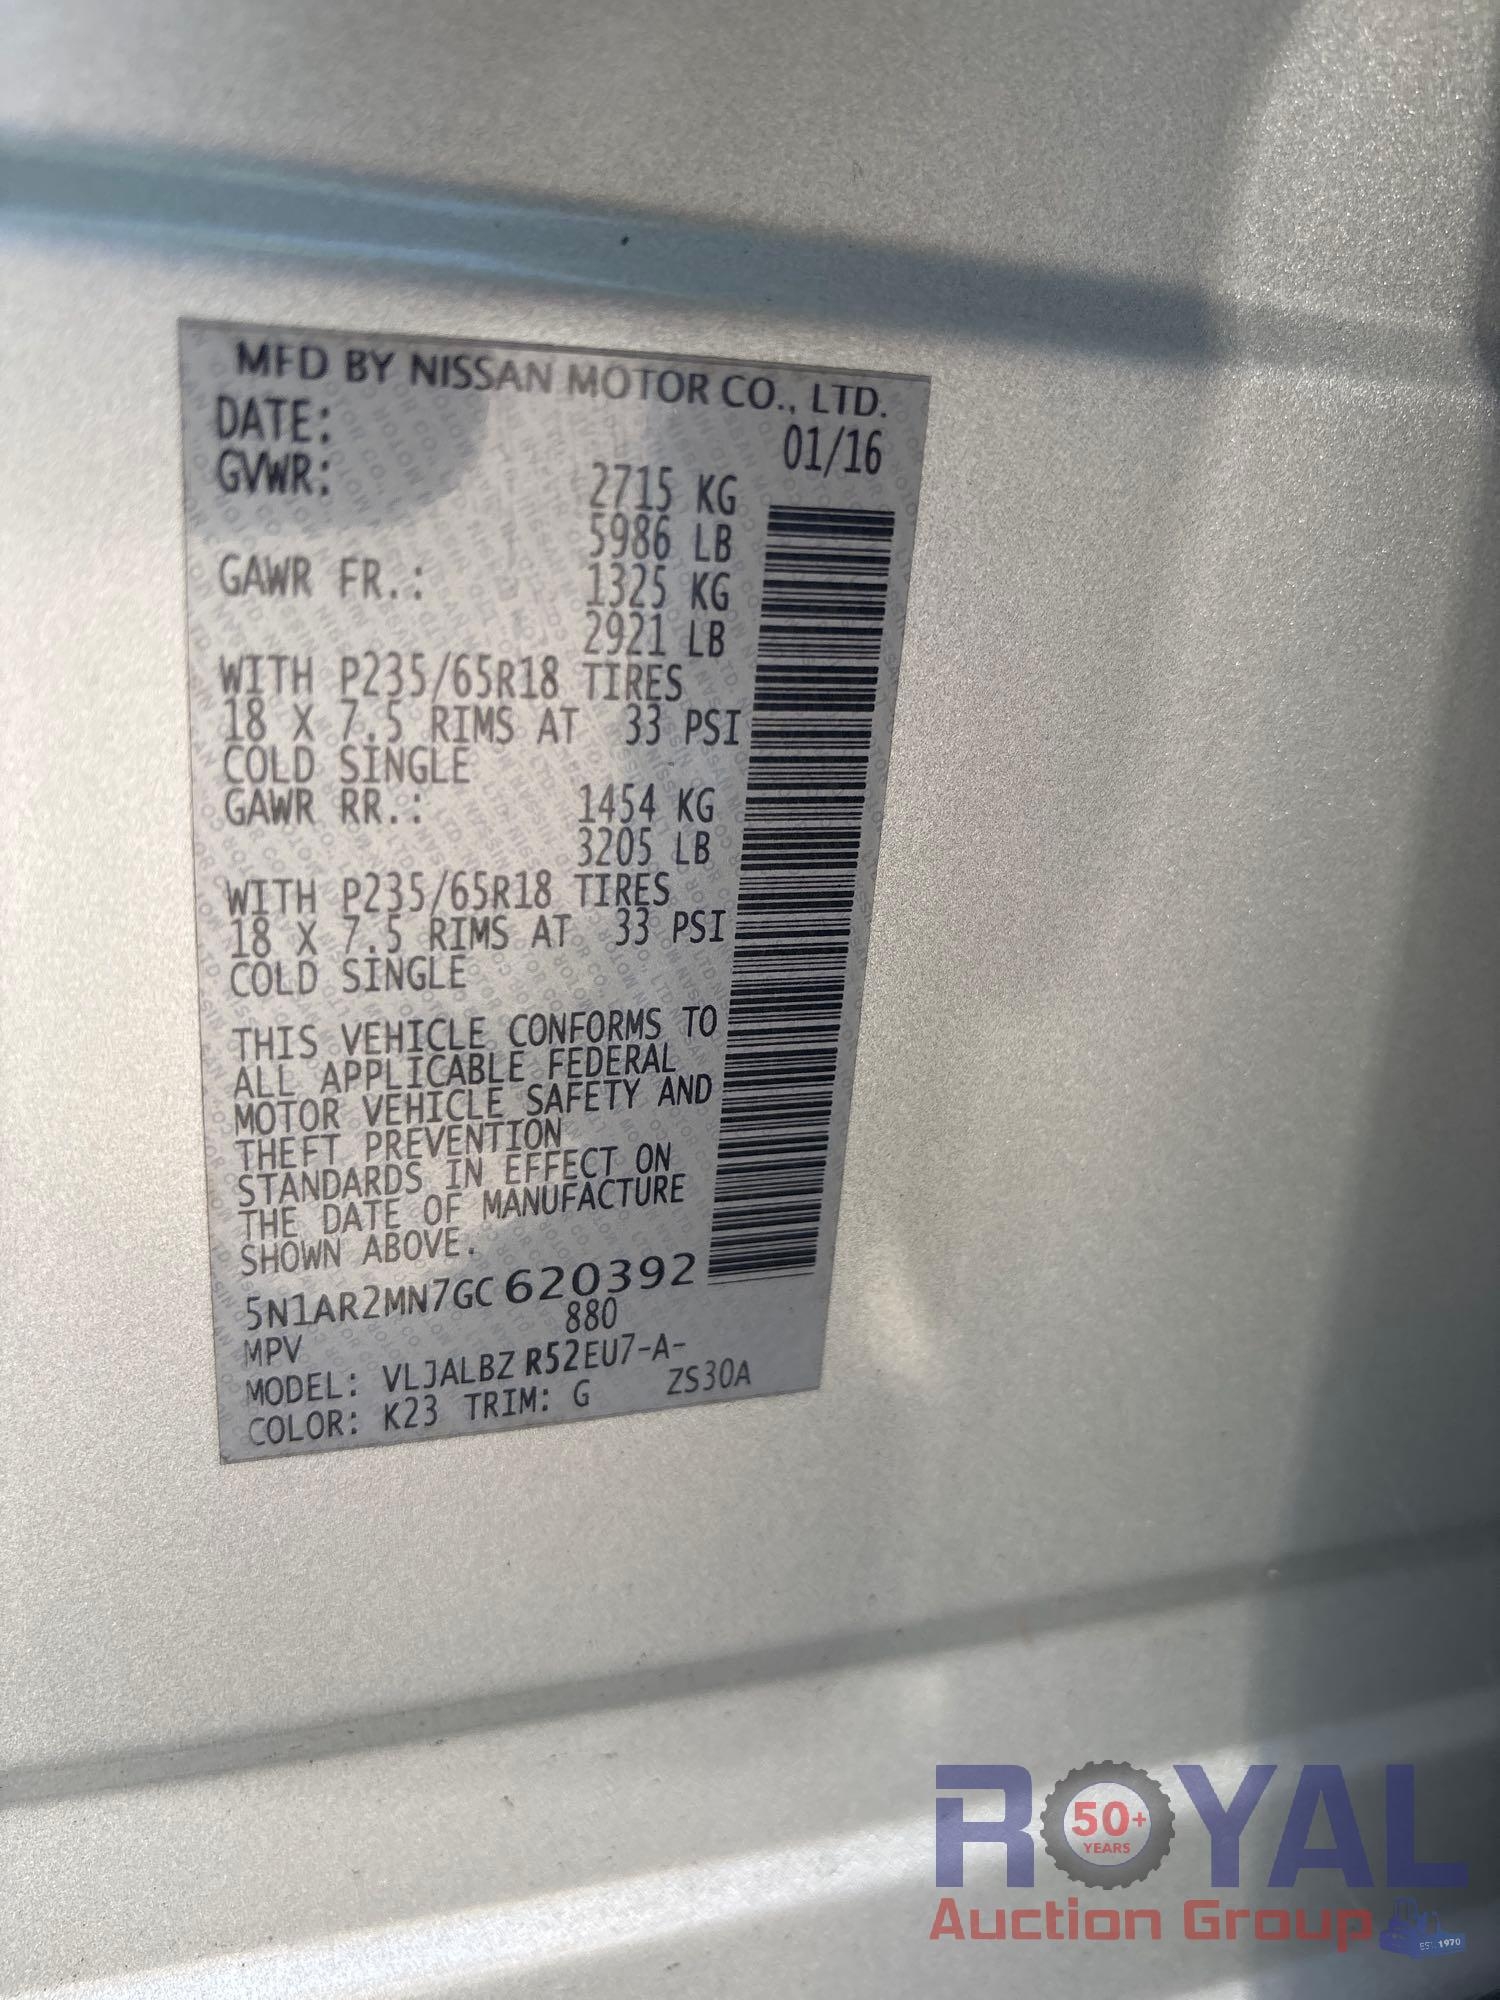 MFD BY NISSAN MOTOR CO., LTD.
DATE: 01/16
GVWR: 2715 KG
5986 LB
GAWR FR.: 1325 KG
2921 LB
WITH P235/65R18 TIRES
18 X 7.5 RIMS AT 33 PSI
COLD SINGLE
GAWR RR.: 1454 KG
3205 LB
WITH P235/65R18 TIRES
18 X 7.5 RIMS AT 33 PSI
COLD SINGLE
THIS VEHICLE CONFORMS TO
ALL APPLICABLE FEDERAL
MOTOR VEHICLE SAFETY AND
THEFT PREVENTION
STANDARDS IN EFFECT ON
THE DATE OF MANUFACTURE
SHOWN ABOVE.
5N1AR2MN7GC620392
MPV 880
MODEL: VLJALBZ R52EU7-A-
COLOR: K23 TRIM: G ZS30A
ROYAL
50+
YEARS
Auction Group
EST. 1970